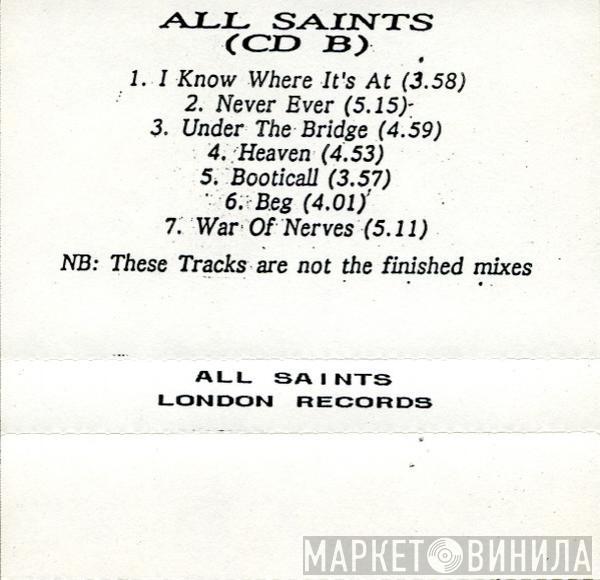 ALL SAINTS
(CD B)
1. I Know Where It's At (3.58)
2. Never Ever (5.15)
3. Under The Bridge (4.59)
4. Heaven (4.53)
5. Booticall (3.57)
6. Beg (4.01)
7. War Of Nerves (5.11)
NB: These Tracks are not the finished mixes
ALL SAINTS
LONDON RECORDS
МАРКЕТ ВИНИЛА